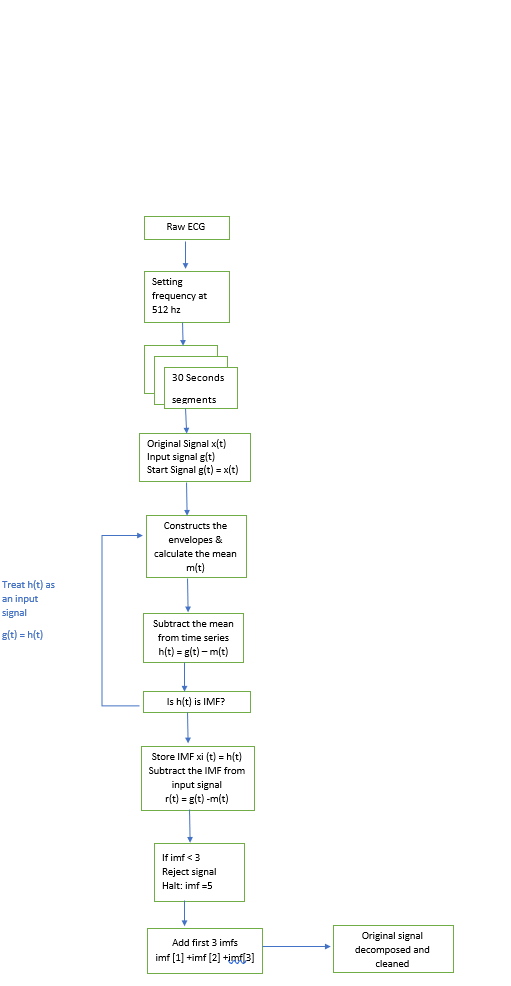 Raw ECG
Setting
frequency at
512 hz
30 Seconds
segments
Original Signal x(t)
Input signal g(t)
Start Signal g(t) = x(t)
Constructs the
envelopes &
calculate the mean
m(t)
Treat h(t) as
an input
signal
g(t) = h(t)
Subtract the mean
from time series
h(t) = g(t) – m(t)
Is h(t) is IMF?
Store IMF xi (t) = h(t)
Subtract the IMF from
input signal
r(t) = g(t) -m(t)
If imf < 3
Reject signal
Halt: imf =5
Add first 3 imfs
imf [1] +imf [2] +imf[3]
Original signal
decomposed and
cleaned